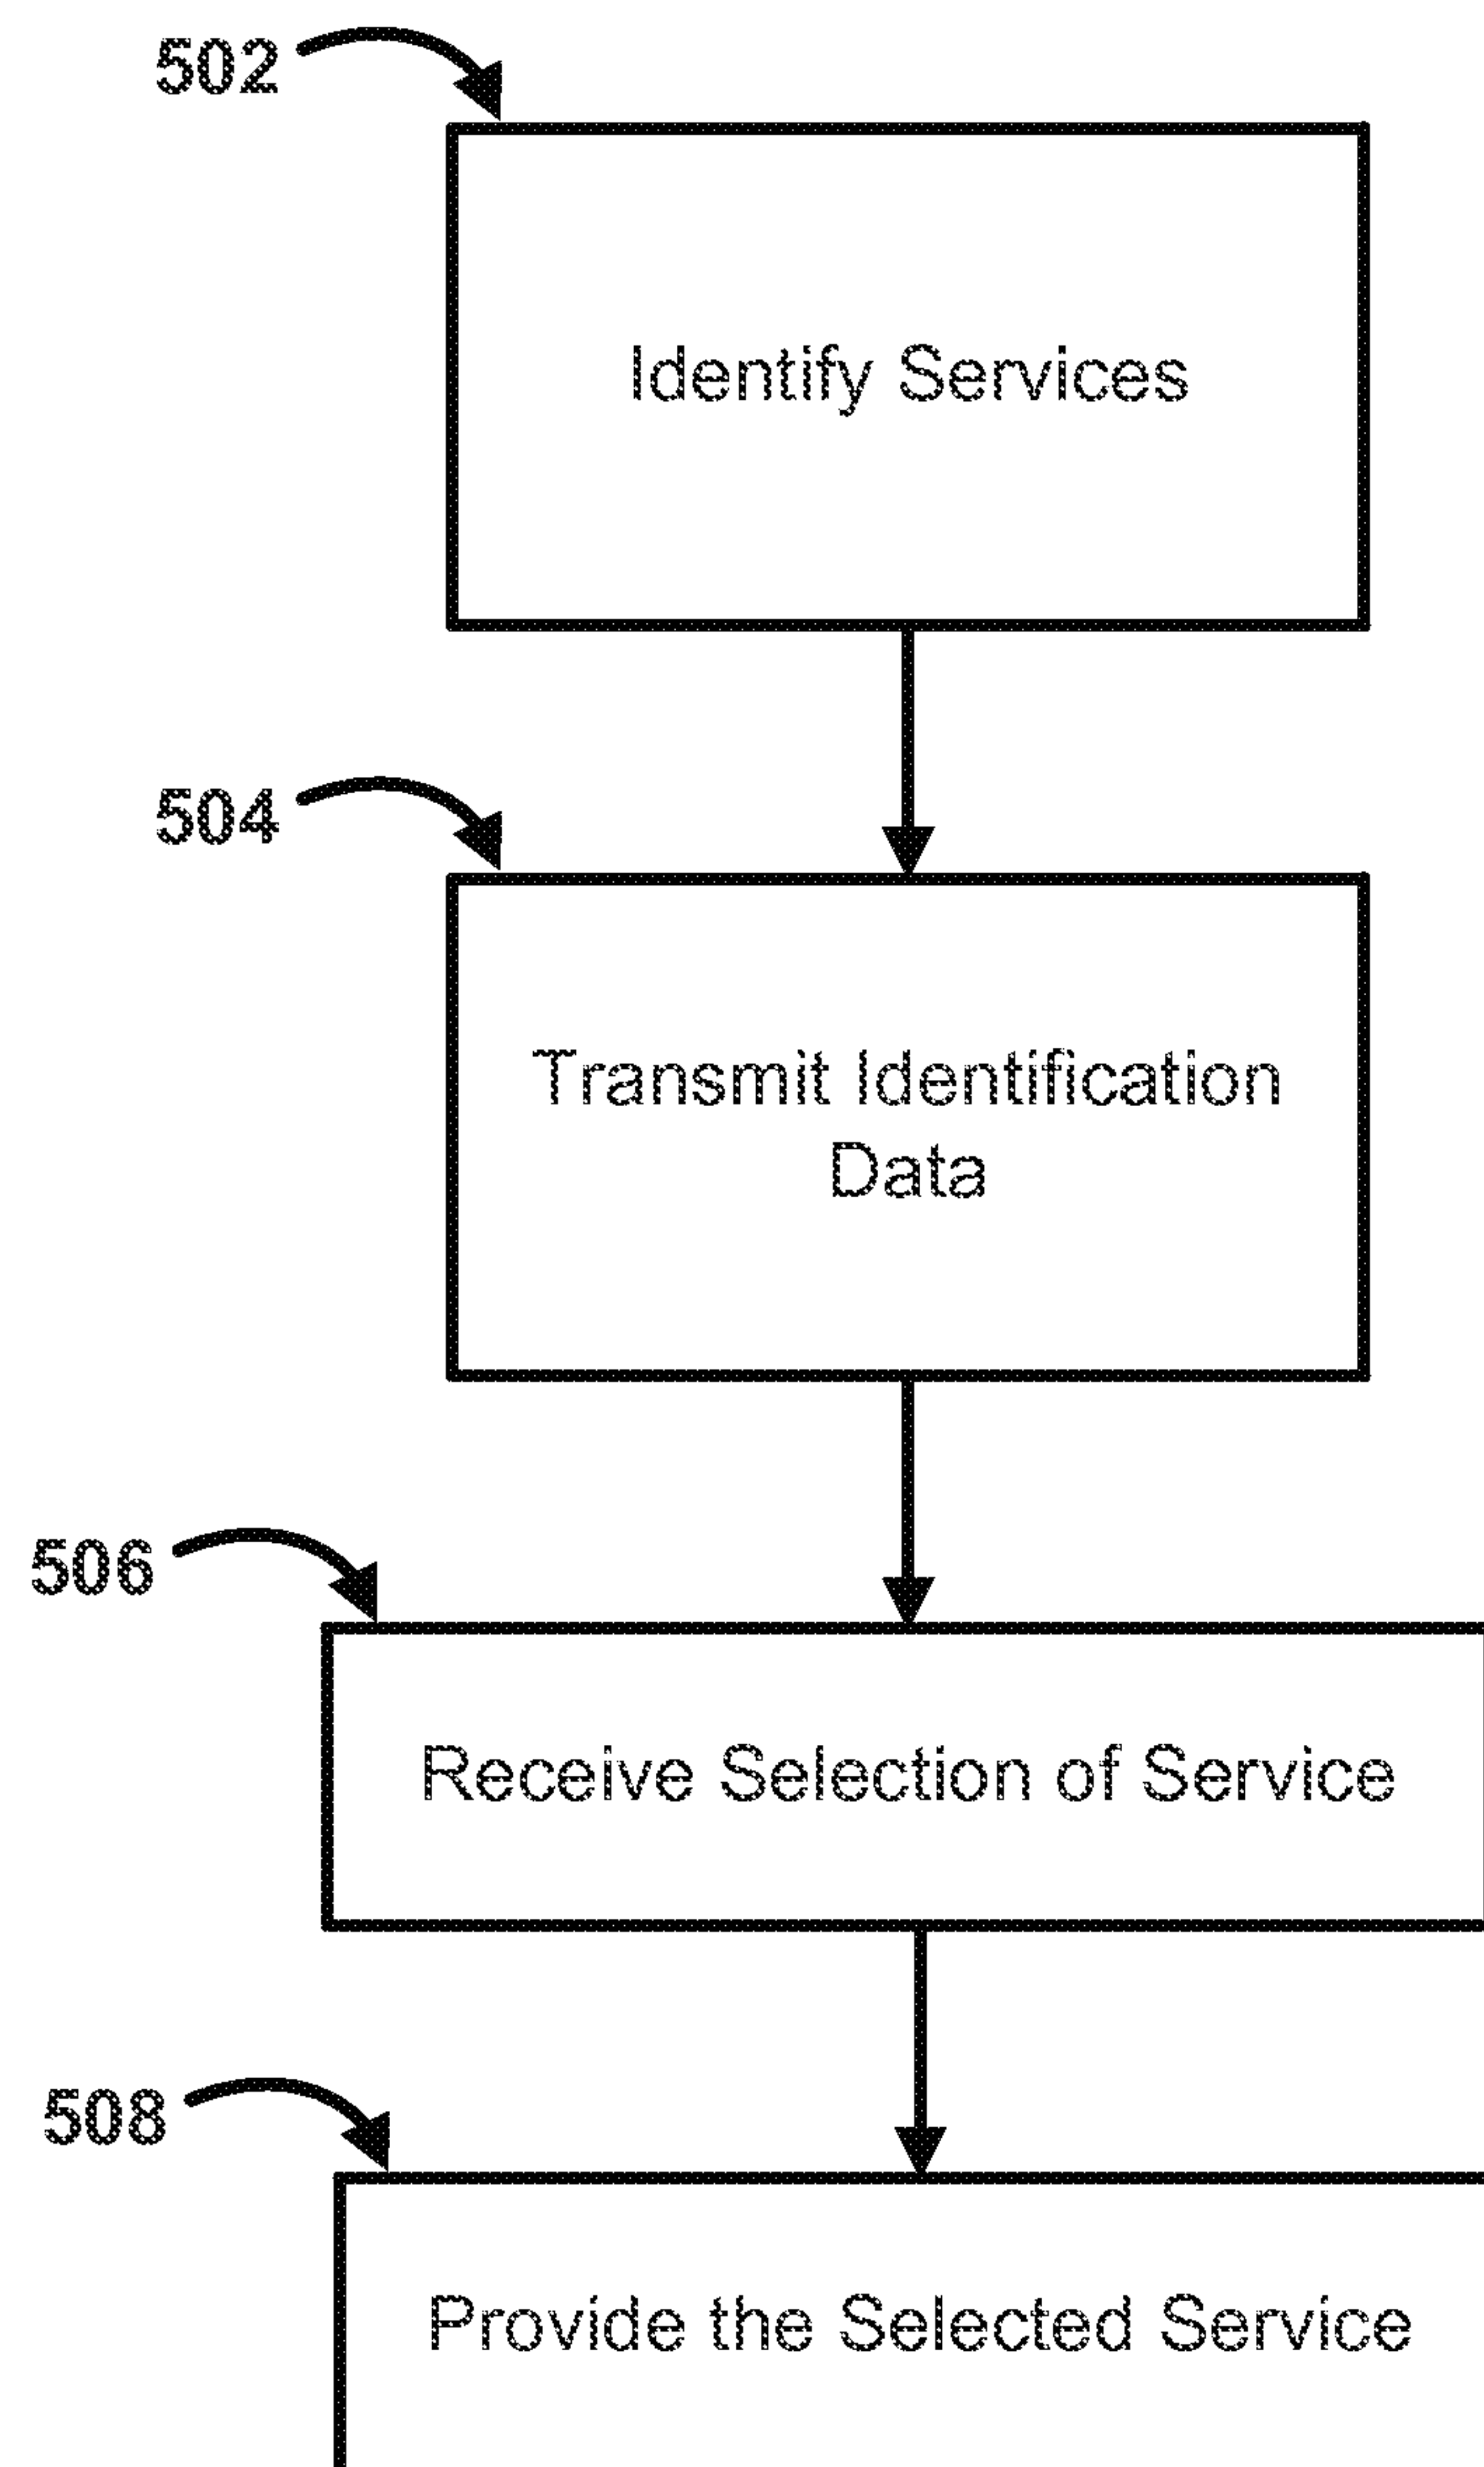 502
Identify Services
504
Transmit Identification
Data
506
Receive Selection of Service
508
Provide the Selected Service